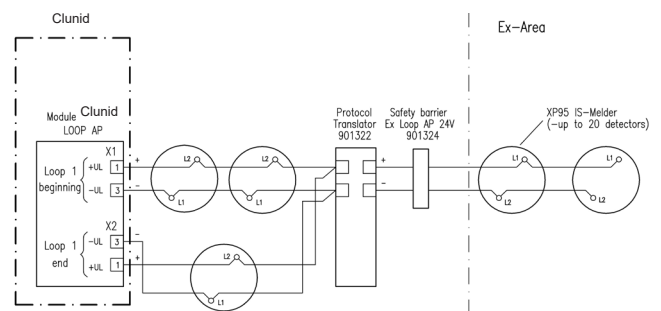 Clunid
Ex-Area
Module Clunid
LOOP AP
Protocol
Translator
901322
Safety barrier
Ex Loop AP 24V
901324
XP95 IS-Melder
(-up to 20 detectors)
X1
Loop 1
beginning
+UL 1 +
-UL 3 -
L2
L1
L2
L1
+
-
L1
L2
L1
L2
X2
Loop 1
end
-UL 3 -
+UL 1 +
L2
L1